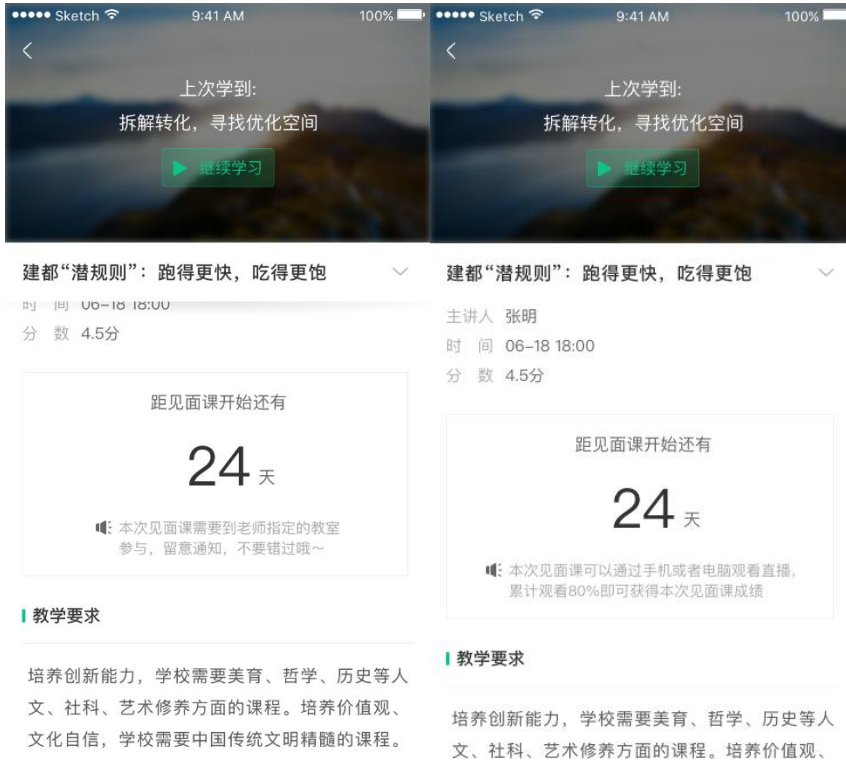 Sketch 9:41 AM 100%
上次学到:
拆解转化，寻找优化空间
继续学习
建都“潜规则”：跑得更快，吃得更饱
时 间 06-18 18:00
分 数 4.5分
距见面课开始还有
24 天
本次见面课需要到老师指定的教室
参与，留意通知，不要错过哦～
教学要求
培养创新能力，学校需要美育、哲学、历史等人
文、社科、艺术修养方面的课程。培养价值观、
文化自信，学校需要中国传统文明精髓的课程。
Sketch 9:41 AM 100%
上次学到:
拆解转化，寻找优化空间
继续学习
建都“潜规则”：跑得更快，吃得更饱
主讲人 张明
时 间 06-18 18:00
分 数 4.5分
距见面课开始还有
24 天
本次见面课可以通过手机或者电脑观看直播，
累计观看80%即可获得本次见面课成绩
教学要求
培养创新能力，学校需要美育、哲学、历史等人
文、社科、艺术修养方面的课程。培养价值观、